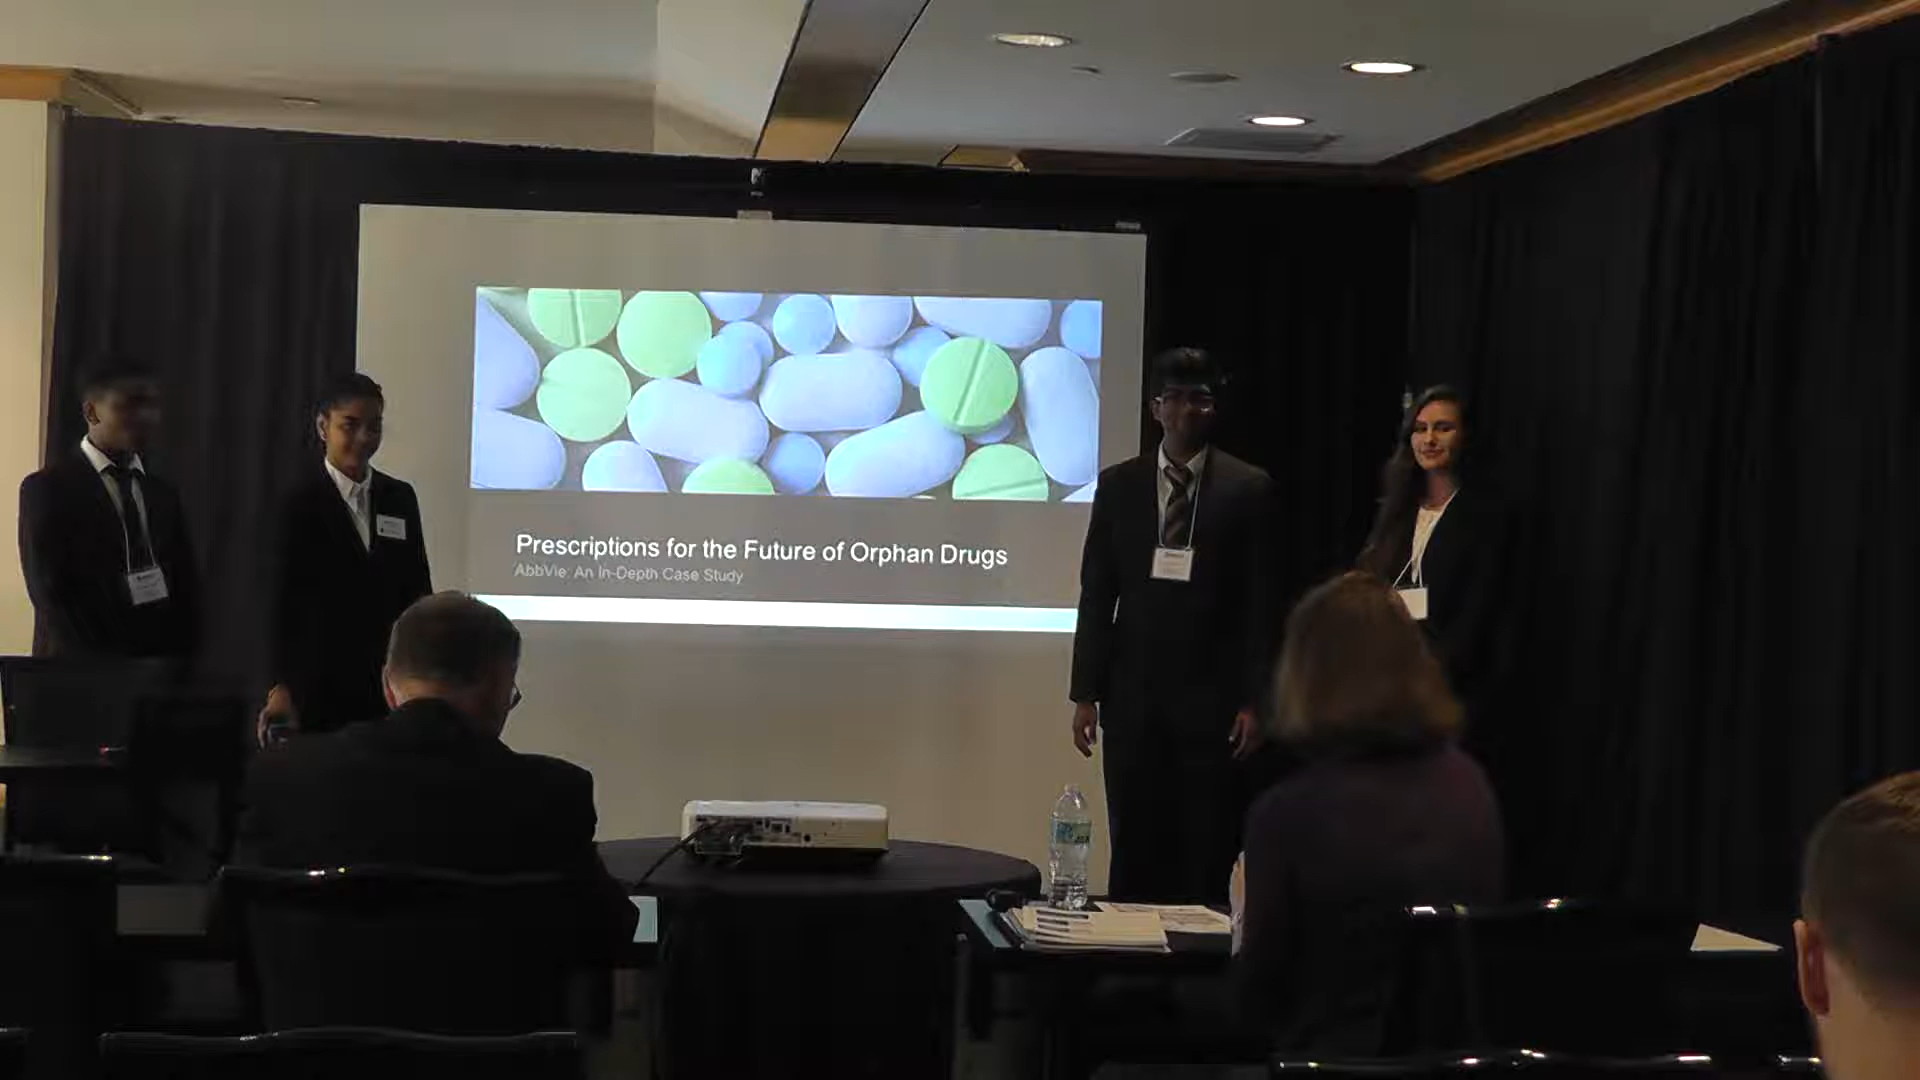 Prescriptions for the Future of Orphan Drugs
AbbVie: An In-Depth Case Study